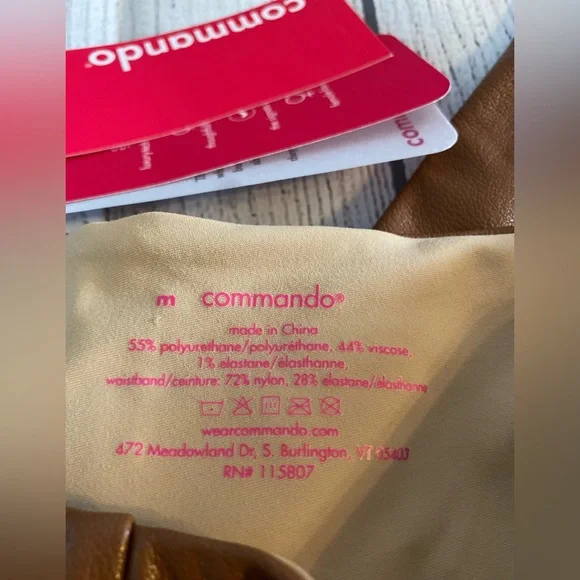 commando®
com
m commando®
made in China
55% polyurethane/polyuréthane, 44% viscose,
1% elastane/élasthanne,
waistband/ceinture: 72% nylon, 28% elastane/élasthanne
wearcommando.com
472 Meadowland Dr, S. Burlington, VT 05403
RN# 115807